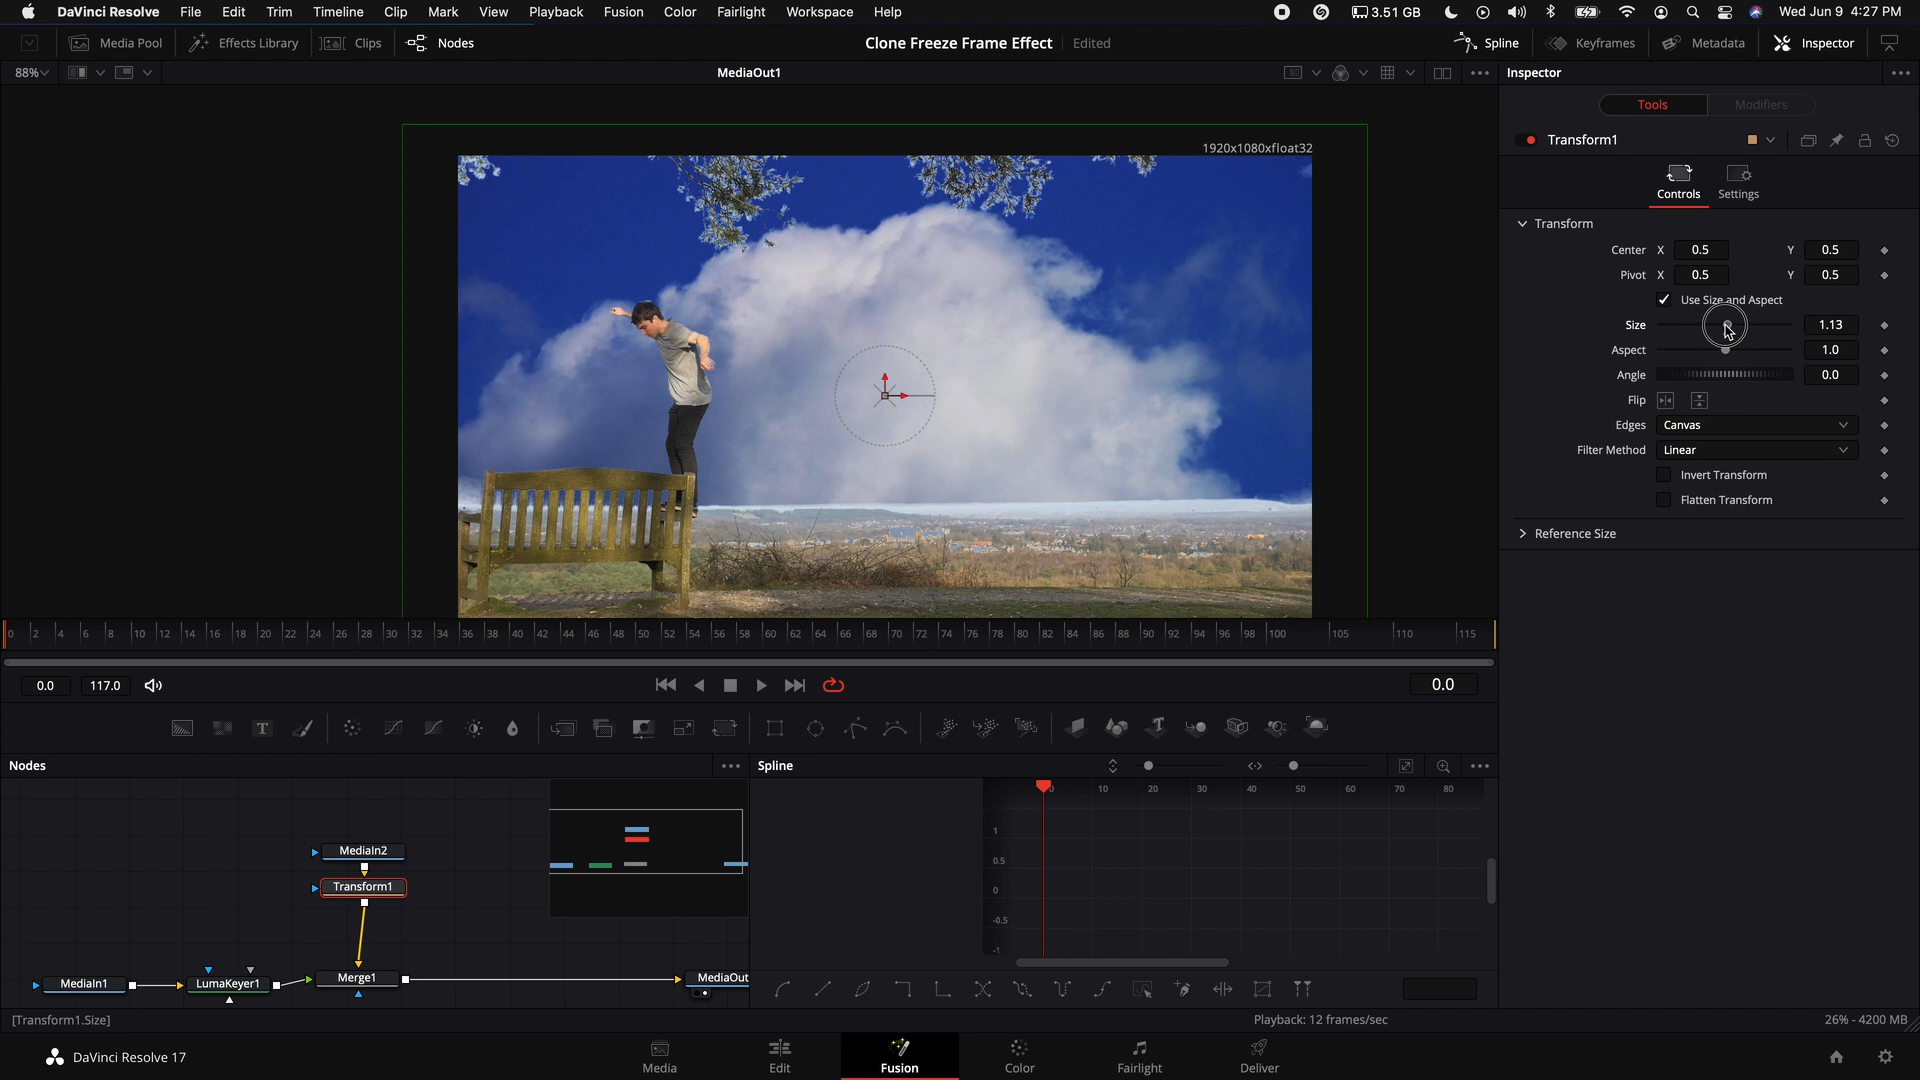 DaVinci Resolve File Edit Trim Timeline Clip Mark View Playback Fusion Color Fairlight Workspace Help 3.51 GB Wed Jun 9 4:27 PM
Media Pool Effects Library Clips Nodes Clone Freeze Frame Effect Edited Spline Keyframes Metadata Inspector
88% MediaOut1 Inspector
Tools Modifiers
Transform1
1920x1080xfloat32
Controls Settings
Transform
Center X 0.5 Y 0.5
Pivot X 0.5 Y 0.5
Use Size and Aspect
Size 1.13
Aspect 1.0
Angle 0.0
Flip
Edges Canvas
Filter Method Linear
Invert Transform
Flatten Transform
Reference Size
0 2 4 6 8 10 12 14 16 18 20 22 24 26 28 30 32 34 36 38 40 42 44 46 48 50 52 54 56 58 60 62 64 66 68 70 72 74 76 78 80 82 84 86 88 90 92 94 96 98 100 105 110 115
0.0 117.0 0.0
Nodes Spline
0 10 20 30 40 50 60 70 80
1
0.5
0
-0.5
-1
MediaIn2
Transform1
MediaIn1 LumaKeyer1 Merge1 MediaOut
[Transform1.Size] Playback: 12 frames/sec 26% - 4200 MB
DaVinci Resolve 17 Media Edit Fusion Color Fairlight Deliver